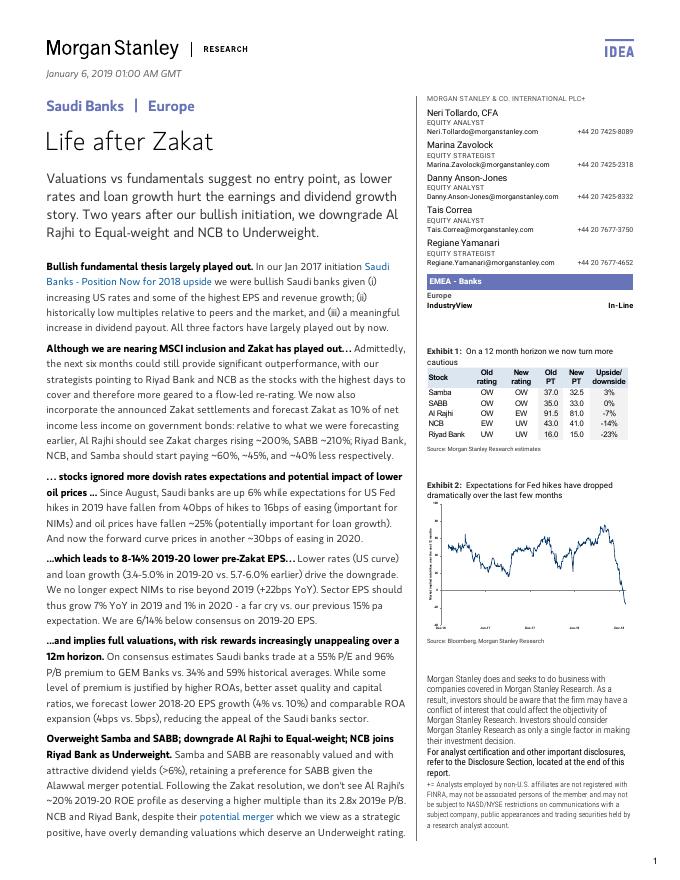 Morgan Stanley | RESEARCH
IDEA
January 6, 2019 01:00 AM GMT
Saudi Banks | Europe
Life after Zakat
Valuations vs fundamentals suggest no entry point, as lower
rates and loan growth hurt the earnings and dividend growth
story. Two years after our bullish initiation, we downgrade Al
Rajhi to Equal-weight and NCB to Underweight.
Bullish fundamental thesis largely played out. In our Jan 2017 initiation Saudi
Banks - Position Now for 2018 upside we were bullish Saudi banks given (i)
increasing US rates and some of the highest EPS and revenue growth; (ii)
historically low multiples relative to peers and the market, and (iii) a meaningful
increase in dividend payout. All three factors have largely played out by now.
Although we are nearing MSCI inclusion and Zakat has played out… Admittedly,
the next six months could still provide significant outperformance, with our
strategists pointing to Riyad Bank and NCB as the stocks with the highest days to
cover and therefore more geared to a flow-led re-rating. We now also
incorporate the announced Zakat settlements and forecast Zakat as 10% of net
income less income on government bonds: relative to what we were forecasting
earlier, Al Rajhi should see Zakat charges rising ~200%, SABB ~210%; Riyad Bank,
NCB, and Samba should start paying ~60%, ~45%, and ~40% less respectively.
… stocks ignored more dovish rates expectations and potential impact of lower
oil prices ... Since August, Saudi banks are up 6% while expectations for US Fed
hikes in 2019 have fallen from 40bps of hikes to 16bps of easing (important for
NIMs) and oil prices have fallen ~25% (potentially important for loan growth).
And now the forward curve sits in another ~30bps of easing in 2020.
...which leads to 8-14% 2019-20 lower pre-Zakat EPS… Lower rates (US curve)
and loan growth (3.4-5.0% in 2019-20 vs. 5.7-6.0% earlier) drive the downgrade.
We no longer expect NIMs to rise beyond 2019 (+22bps YoY). Sector EPS should
thus grow 7% YoY in 2019 and 1% in 2020 - a far cry vs. our previous 15% pa
expectation. We are 6/14% below consensus on 2019-20 EPS.
...and implies full valuations, with risk rewards increasingly unappealing over a
12m horizon. On consensus estimates Saudi banks trade at a 55% P/E and 96%
P/B premium to GEM Banks vs. 34% and 59% historical averages. While some
level of premium is justified by higher ROAs, better asset quality and capital
ratios, we forecast lower 2018-20 EPS growth (4% vs. 10%) and comparable ROA
expansion (4bps vs. 5bps), reducing the appeal of the Saudi banks sector.
Overweight Samba and SABB; downgrade Al Rajhi to Equal-weight; NCB joins
Riyad Bank as Underweight. Samba and SABB are reasonably valued and with
attractive dividend yields (>6%), retaining a preference for SABB given the
Alawwal merger potential. Following the Zakat resolution, we don't see Al Rajhi's
~20% 2019-20 ROE profile as deserving a higher multiple than its 2.8x 2019e P/B.
NCB and Riyad Bank, despite their potential merger which we view as a strategic
positive, have overly demanding valuations which deserve an Underweight rating.
MORGAN STANLEY & CO. INTERNATIONAL PLC+
Neri Tollardo, CFA
EQUITY ANALYST
Neri.Tollardo@morganstanley.com +44 20 7425-8089
Marina Zavolock
EQUITY STRATEGIST
Marina.Zavolock@morganstanley.com +44 20 7425-2318
Danny Anson-Jones
EQUITY ANALYST
Danny.Anson-Jones@morganstanley.com +44 20 7425-8332
Tais Correa
EQUITY ANALYST
Tais.Correa@morganstanley.com +44 20 7677-3750
Regiane Yamanari
EQUITY STRATEGIST
Regiane.Yamanari@morganstanley.com +44 20 7677-4652
EMEA - Banks
Europe
IndustryView In-Line
Exhibit 1: On a 12 month horizon we now turn more
cautious
Stock Old rating New rating Old PT New PT Upside/ downside
Samba OW OW 37.0 32.5 3%
SABB OW OW 35.0 33.0 0%
Al Rajhi OW EW 91.5 81.0 -7%
NCB EW UW 43.0 41.0 -14%
Riyad Bank UW UW 16.0 15.0 -23%
Source: Morgan Stanley Research estimates
Exhibit 2: Expectations for Fed hikes have dropped
dramatically over the last few months
Source: Bloomberg, Morgan Stanley Research
Morgan Stanley does and seeks to do business with
companies covered in Morgan Stanley Research. As a
result, investors should be aware that the firm may have a
conflict of interest that could affect the objectivity of
Morgan Stanley Research. Investors should consider
Morgan Stanley Research as only a single factor in making
their investment decision.
For analyst certification and other important disclosures,
refer to the Disclosure Section, located at the end of this
report.
+= Analysts employed by non-U.S. affiliates are not registered with
FINRA, may not be associated persons of the member and may not
be subject to NASD/NYSE restrictions on communications with a
subject company, public appearances and trading securities held by
a research analyst account.
1